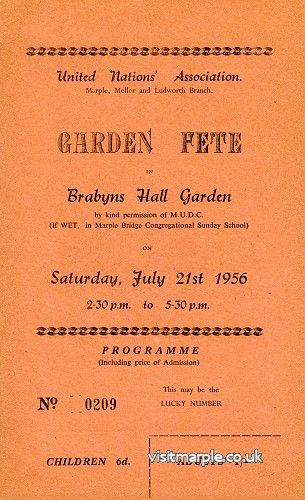 United Nations' Association.
Marple, Mellor and Ludworth Branch.
GARDEN FETE
IN
Brabyns Hall Garden
by kind permission of M.U.D.C.
(If WET, in Marple Bridge Congregational Sunday School)
ON
Saturday, July 21st 1956
2-30 p.m. to 5-30 p.m.
PROGRAMME
(Including price of Admission)
No 0209
This may be the
LUCKY NUMBER
visitmarple.co.uk
CHILDREN 6d. ADULTS